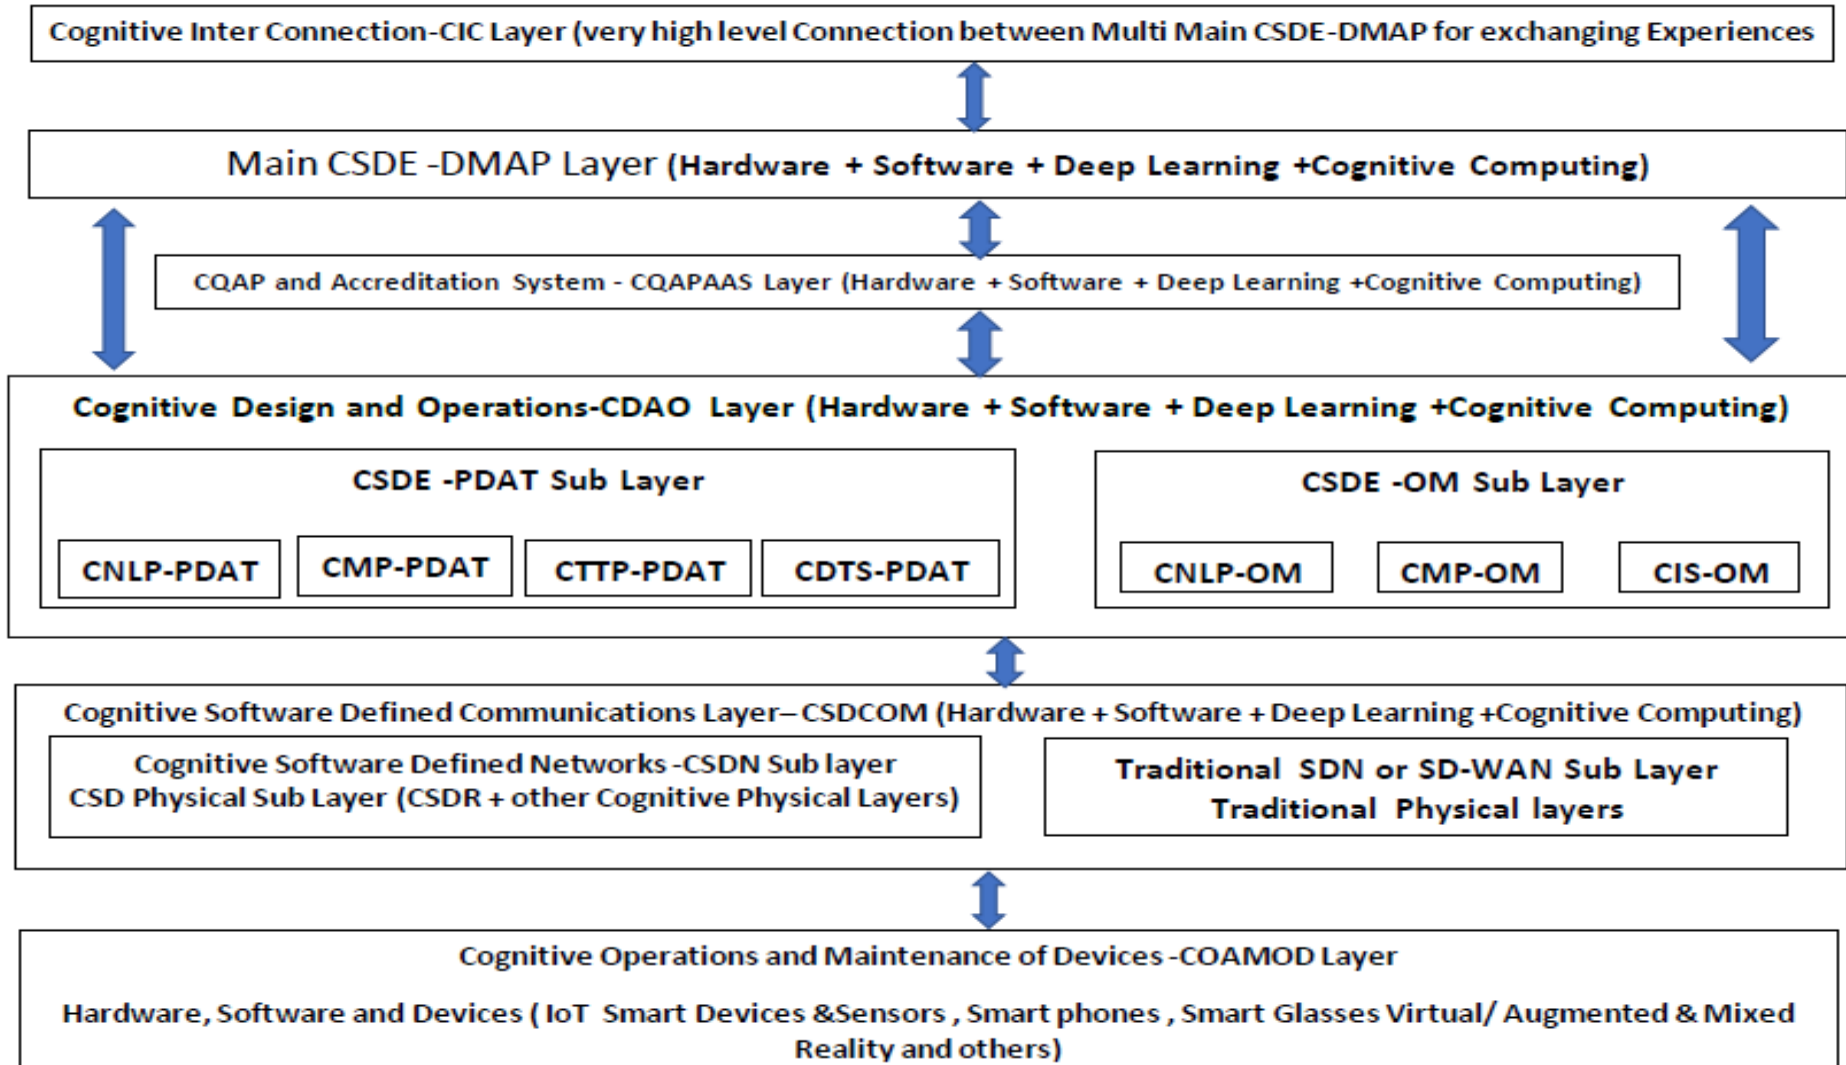 Cognitive Inter Connection-CIC Layer (very high level Connection between Multi Main CSDE-DMAP for exchanging Experiences
Main CSDE -DMAP Layer (Hardware + Software + Deep Learning +Cognitive Computing)
CQAP and Accreditation System - CQAPAAS Layer (Hardware + Software + Deep Learning +Cognitive Computing)
Cognitive Design and Operations-CDAO Layer (Hardware + Software + Deep Learning +Cognitive Computing)
CSDE -PDAT Sub Layer
CNLP-PDAT
CMP-PDAT
CTTP-PDAT
CDTS-PDAT
CSDE -OM Sub Layer
CNLP-OM
CMP-OM
CIS-OM
Cognitive Software Defined Communications Layer– CSDCOM (Hardware + Software + Deep Learning +Cognitive Computing)
Cognitive Software Defined Networks -CSDN Sub layer
CSD Physical Sub Layer (CSDR + other Cognitive Physical Layers)
Traditional SDN or SD-WAN Sub Layer
Traditional Physical layers
Cognitive Operations and Maintenance of Devices -COAMOD Layer
Hardware, Software and Devices ( IoT Smart Devices &Sensors , Smart phones , Smart Glasses Virtual/ Augmented & Mixed
Reality and others)